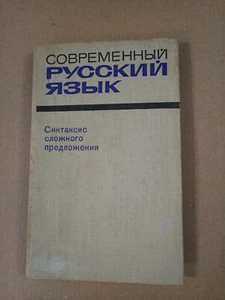 СОВРЕМЕННЫЙ
РУССКИЙ
ЯЗЫК
Синтаксис
сложного
предложения